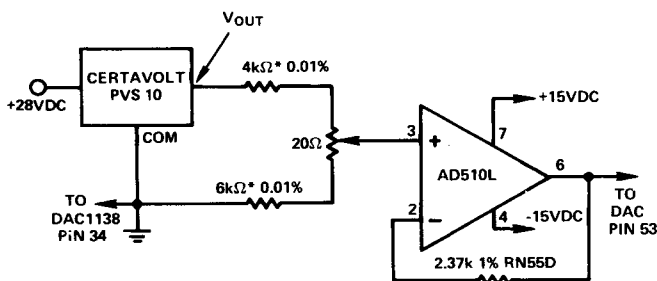 VOUT
CERTAVOLT
PVS 10
+28VDC
COM
4kΩ* 0.01%
20Ω
6kΩ* 0.01%
TO
DAC1138
PiN 34
3
+
2
−
AD510L
7
+15VDC
6
4
-15VDC
TO
DAC
PIN 53
2.37k 1% RN55D